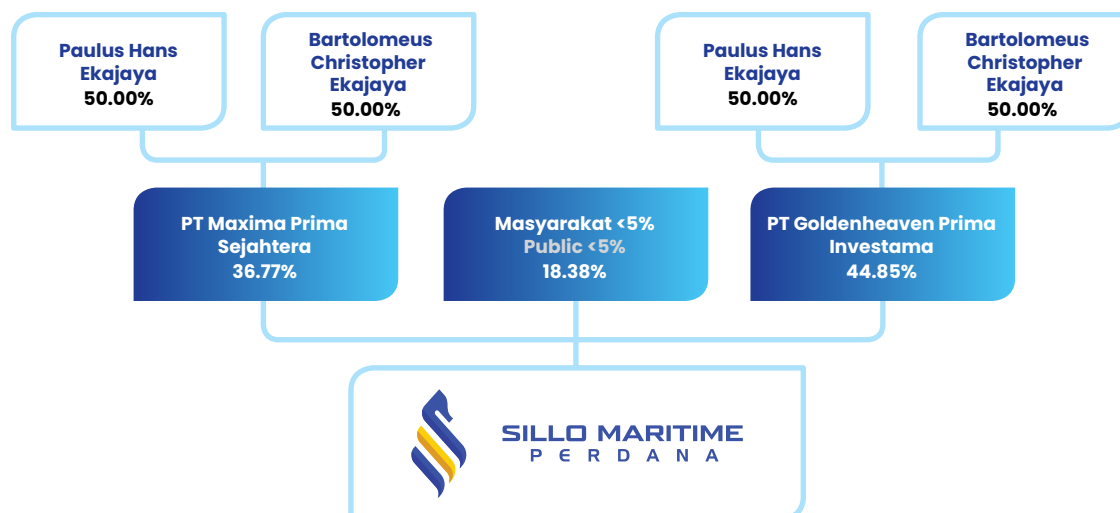 Paulus Hans
Ekajaya
50.00%
Bartolomeus
Christopher
Ekajaya
50.00%
Paulus Hans
Ekajaya
50.00%
Bartolomeus
Christopher
Ekajaya
50.00%
PT Maxima Prima
Sejahtera
36.77%
Masyarakat <5%
Public <5%
18.38%
PT Goldenheaven Prima
Investama
44.85%
SILLO MARITIME
PERDANA